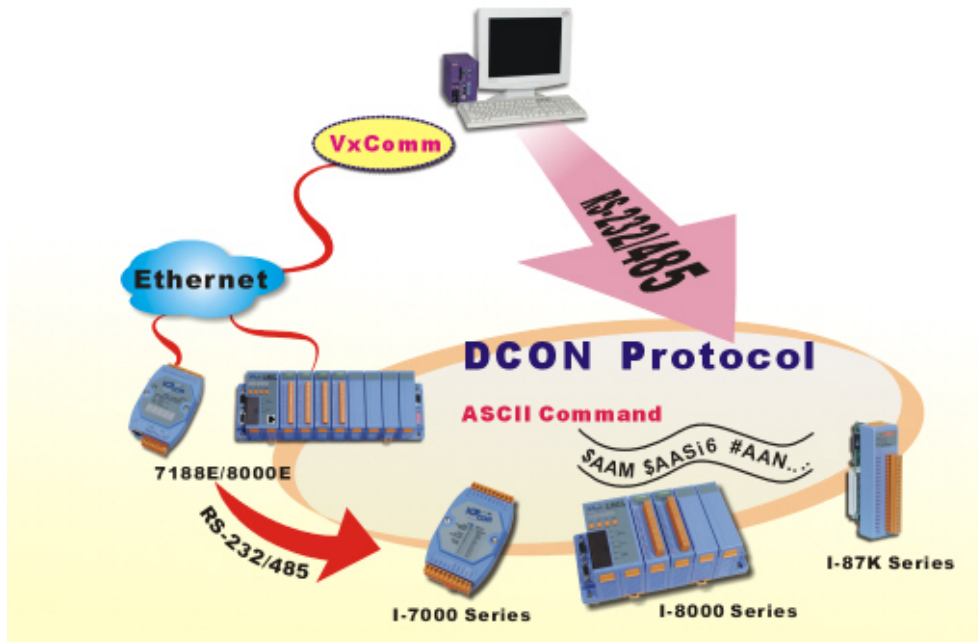 VxComm
RS-232/485
Ethernet
DCON Protocol
ASCII Command
$AAM $AASi6 #AAN...
7188E/8000E
RS-232/485
I-7000 Series
I-8000 Series
I-87K Series